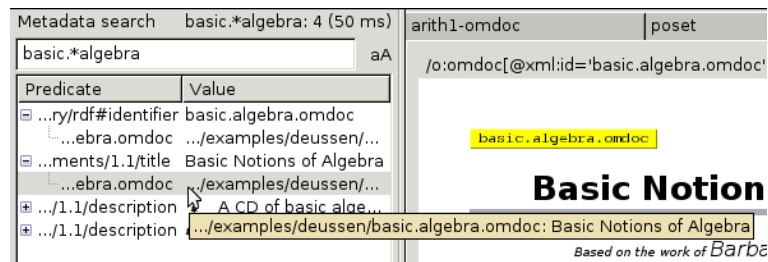 Metadata search basic.*algebra: 4 (50 ms)
basic.*algebra aA
Predicate Value
...ry/rdf#identifier basic.algebra.omdoc
...ebra.omdoc .../examples/deussen/...
...ments/1.1/title Basic Notions of Algebra
...ebra.omdoc .../examples/deussen/...
.../1.1/description A CD of basic alge...
.../1.1/description
.../examples/deussen/basic.algebra.omdoc: Basic Notions of Algebra
arith1-omdoc poset
/o:omdoc[@xml:id='basic.algebra.omdoc'
basic.algebra.omdoc
Basic Notion
Based on the work of Barba